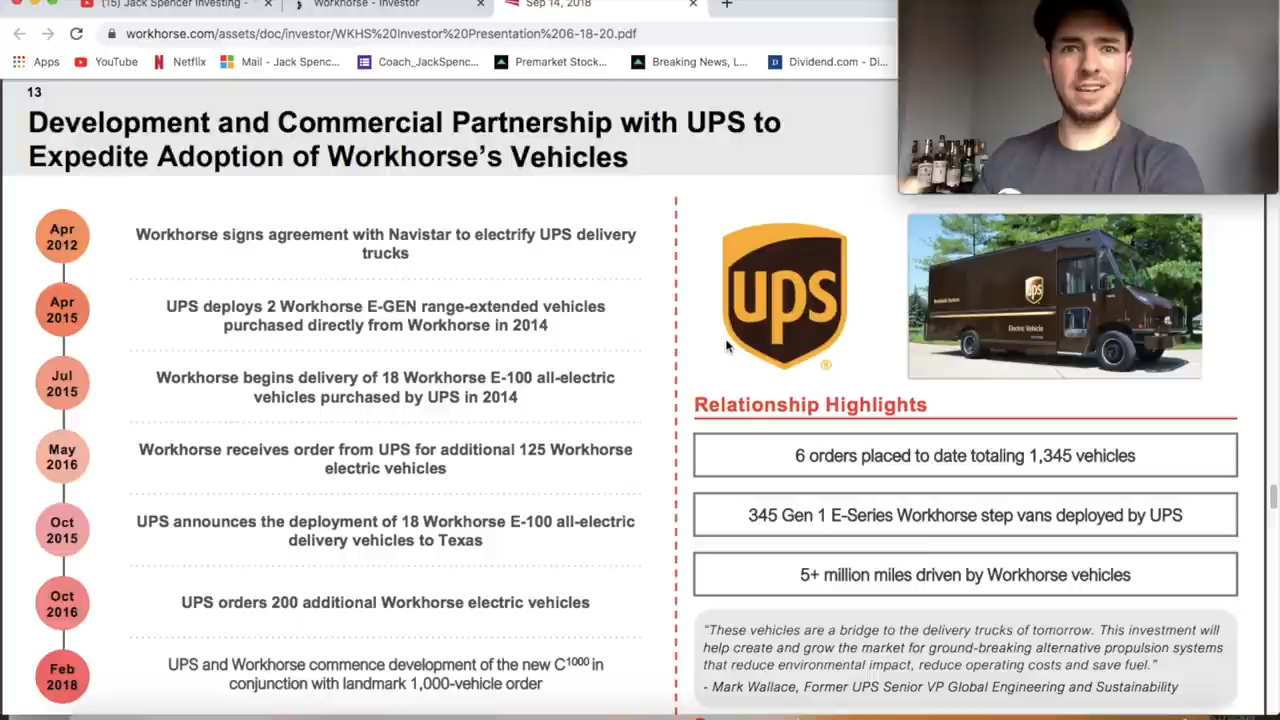 (15) Jack Spencer Investing -
Workhorse - Investor
Sep 14, 2018
workhorse.com/assets/doc/investor/WKHS%20Investor%20Presentation%206-18-20.pdf
Apps
YouTube
Netflix
Mail - Jack Spenc...
Coach_JackSpenc...
Premarket Stock...
Breaking News, L...
Dividend.com - Di...
13
Development and Commercial Partnership with UPS to
Expedite Adoption of Workhorse's Vehicles
Apr
2012
Workhorse signs agreement with Navistar to electrify UPS delivery
trucks
Apr
2015
UPS deploys 2 Workhorse E-GEN range-extended vehicles
purchased directly from Workhorse in 2014
Jul
2015
Workhorse begins delivery of 18 Workhorse E-100 all-electric
vehicles purchased by UPS in 2014
May
2016
Workhorse receives order from UPS for additional 125 Workhorse
electric vehicles
Oct
2015
UPS announces the deployment of 18 Workhorse E-100 all-electric
delivery vehicles to Texas
Oct
2016
UPS orders 200 additional Workhorse electric vehicles
Feb
2018
UPS and Workhorse commence development of the new C1000 in
conjunction with landmark 1,000-vehicle order
ups
®
ups
Electric Vehicle
Relationship Highlights
6 orders placed to date totaling 1,345 vehicles
345 Gen 1 E-Series Workhorse step vans deployed by UPS
5+ million miles driven by Workhorse vehicles
"These vehicles are a bridge to the delivery trucks of tomorrow. This investment will
help create and grow the market for ground-breaking alternative propulsion systems
that reduce environmental impact, reduce operating costs and save fuel."
- Mark Wallace, Former UPS Senior VP Global Engineering and Sustainability